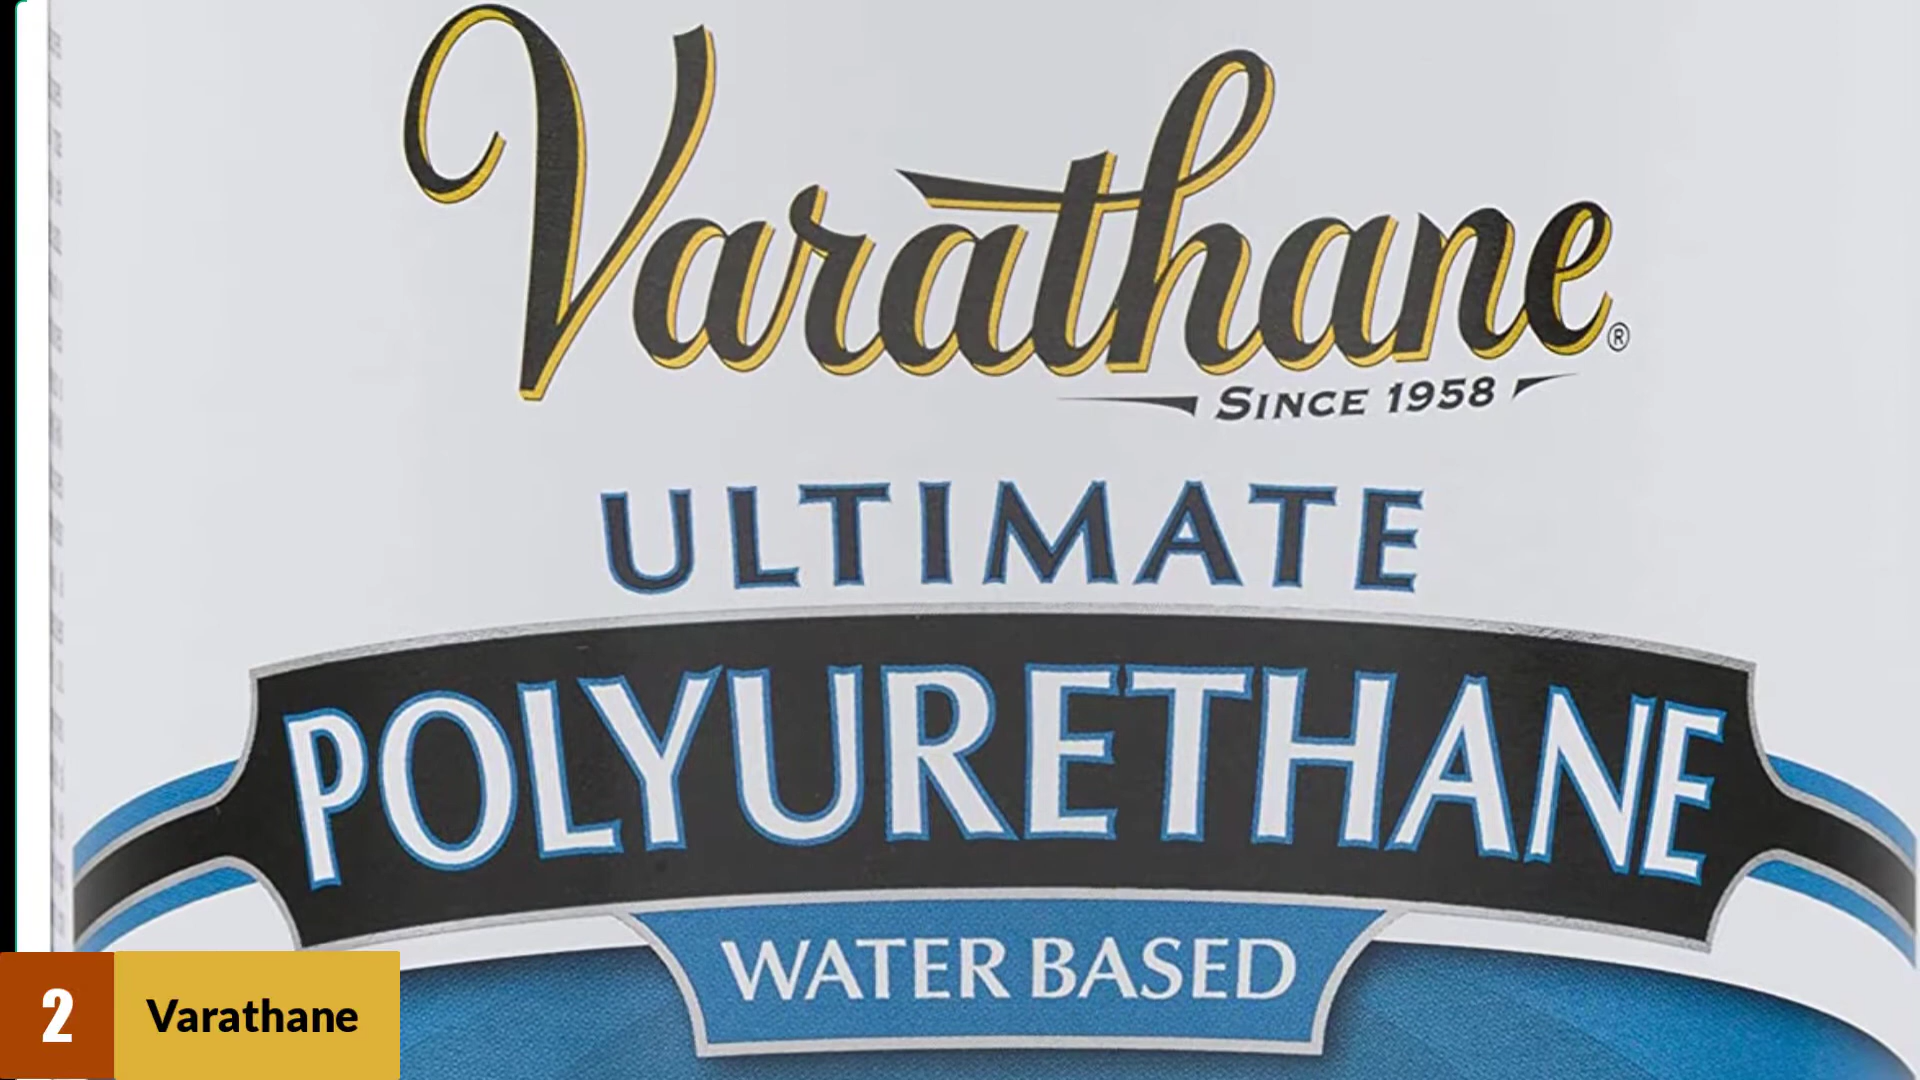 Varathane®
SINCE 1958
ULTIMATE
POLYURETHANE
WATER BASED
2 Varathane